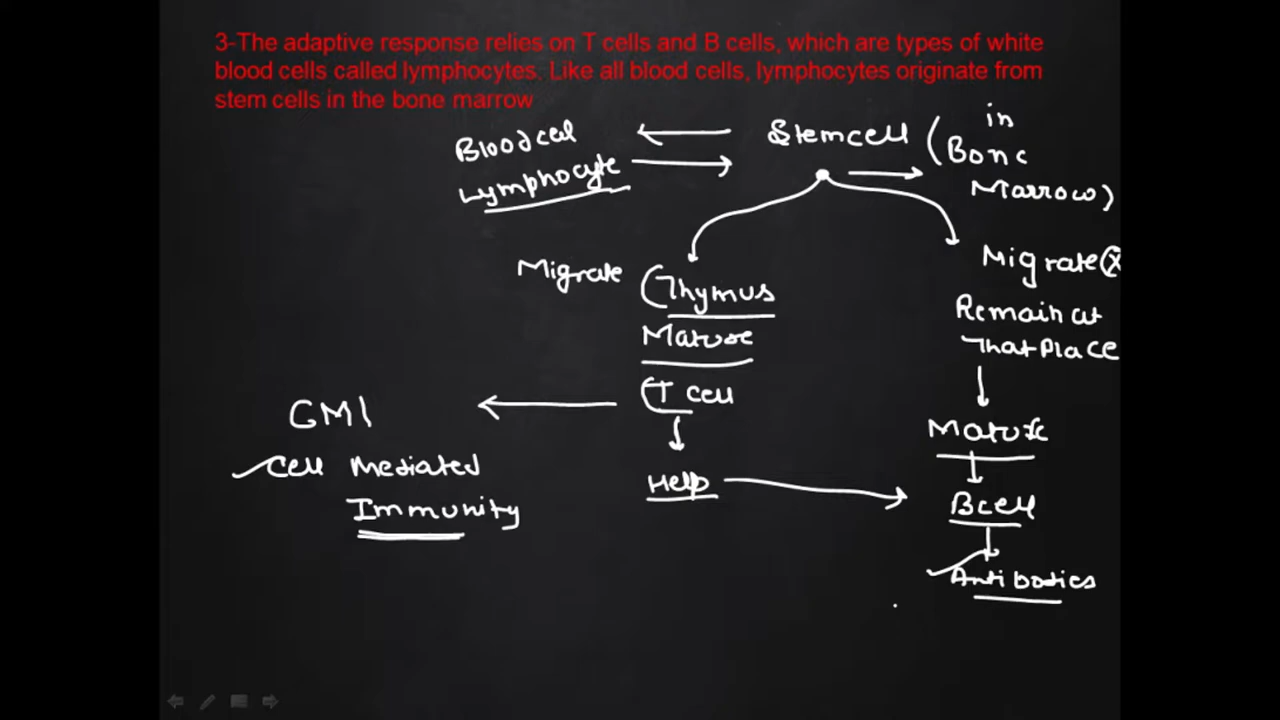 3-The adaptive response relies on T cells and B cells, which are types of white
blood cells called lymphocytes. Like all blood cells, lymphocytes originate from
stem cells in the bone marrow
Blood cell
Lymphocyte
Stemcell (in
Bone
Marrow)
Migrate (Thymus
Mature
(T cell
Help
CMI
Cell Mediated
Immunity
Migrate(x
Remain at
That Place
Mature
B cell
Antibodies